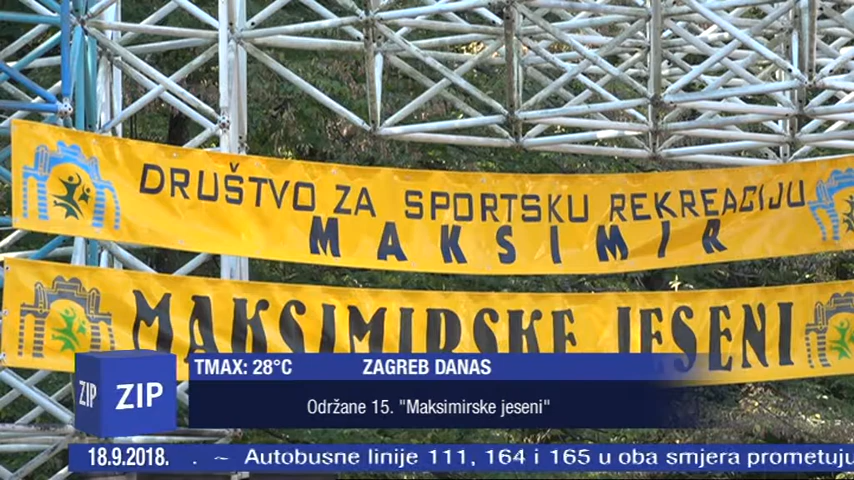 DRUŠTVO ZA SPORTSKU REKREACIJU
MAKSIMIR
MAKSIMIRSKE JESENI
TMAX: 28°C ZAGREB DANAS
ZIP ZIP
Održane 15. "Maksimirske jeseni"
18.9.2018. . ~ Autobusne linije 111, 164 i 165 u oba smjera prometuju